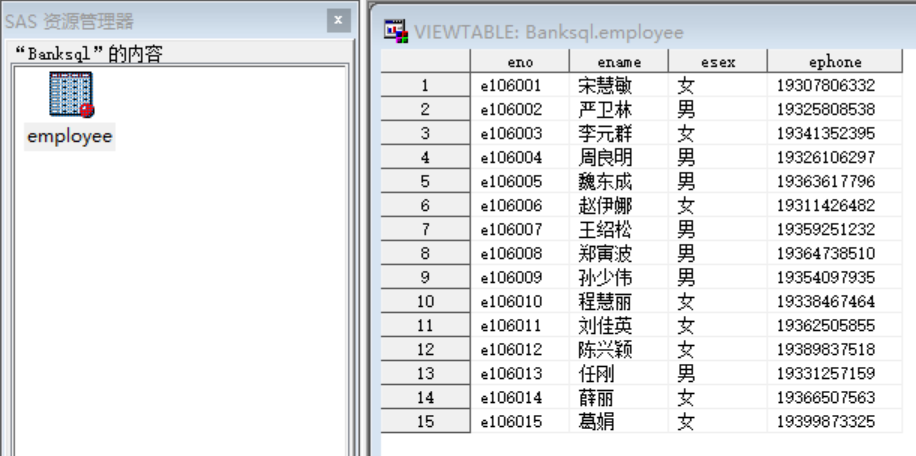 SAS 资源管理器
x
“Banksql”的内容
employee
VIEWTABLE: Banksql.employee
eno ename esex ephone
1 e106001 宋慧敏 女 19307806332
2 e106002 严卫林 男 19325808538
3 e106003 李元群 女 19341352395
4 e106004 周良明 男 19326106297
5 e106005 魏东成 男 19363617796
6 e106006 赵伊娜 女 19311426482
7 e106007 王绍松 男 19359251232
8 e106008 郑寅波 男 19364738510
9 e106009 孙少伟 男 19354097935
10 e106010 程慧丽 女 19338467464
11 e106011 刘佳英 女 19362505855
12 e106012 陈兴颖 女 19389837518
13 e106013 任刚 男 19331257159
14 e106014 薛丽 女 19366507563
15 e106015 葛娟 女 19399873325